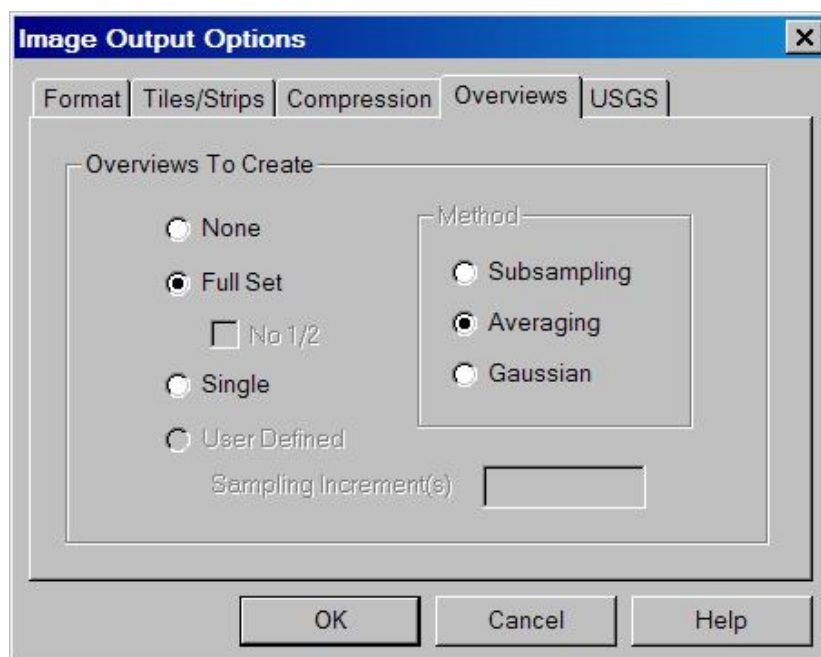 Image Output Options
Format Tiles/Strips Compression Overviews USGS
Overviews To Create
None
Full Set
No 1/2
Single
User Defined
Sampling Increment(s)
Method
Subsampling
Averaging
Gaussian
OK Cancel Help